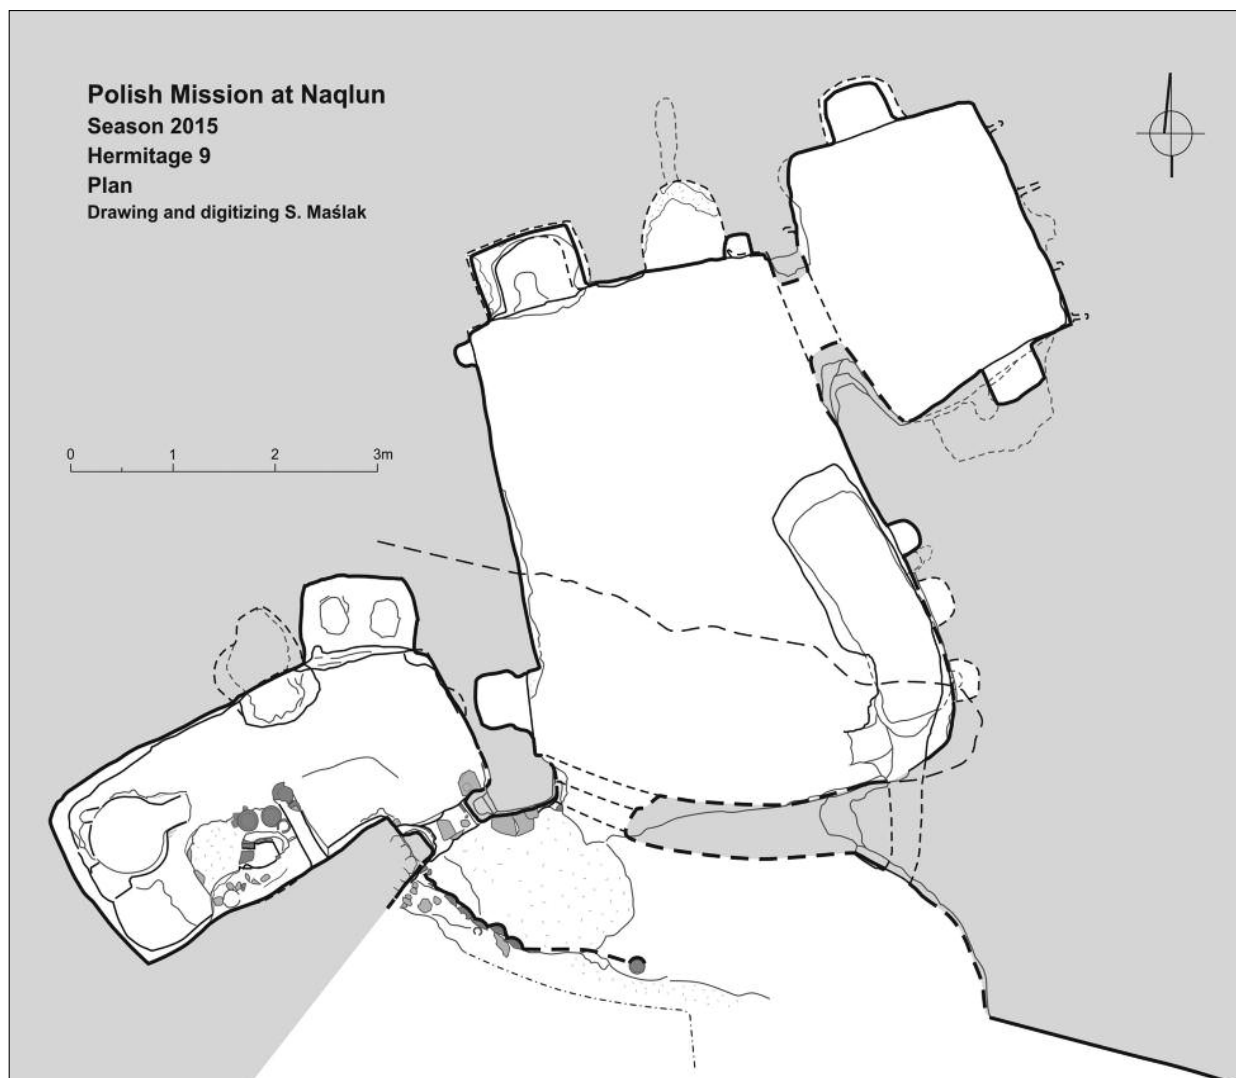 Polish Mission at Naqlun
Season 2015
Hermitage 9
Plan
Drawing and digitizing S. Maślak
0 1 2 3m